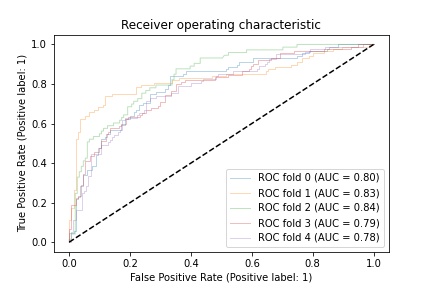 Receiver operating characteristic
True Positive Rate (Positive label: 1)
1.0
0.8
0.6
0.4
0.2
0.0
ROC fold 0 (AUC = 0.80)
ROC fold 1 (AUC = 0.83)
ROC fold 2 (AUC = 0.84)
ROC fold 3 (AUC = 0.79)
ROC fold 4 (AUC = 0.78)
0.0 0.2 0.4 0.6 0.8 1.0
False Positive Rate (Positive label: 1)